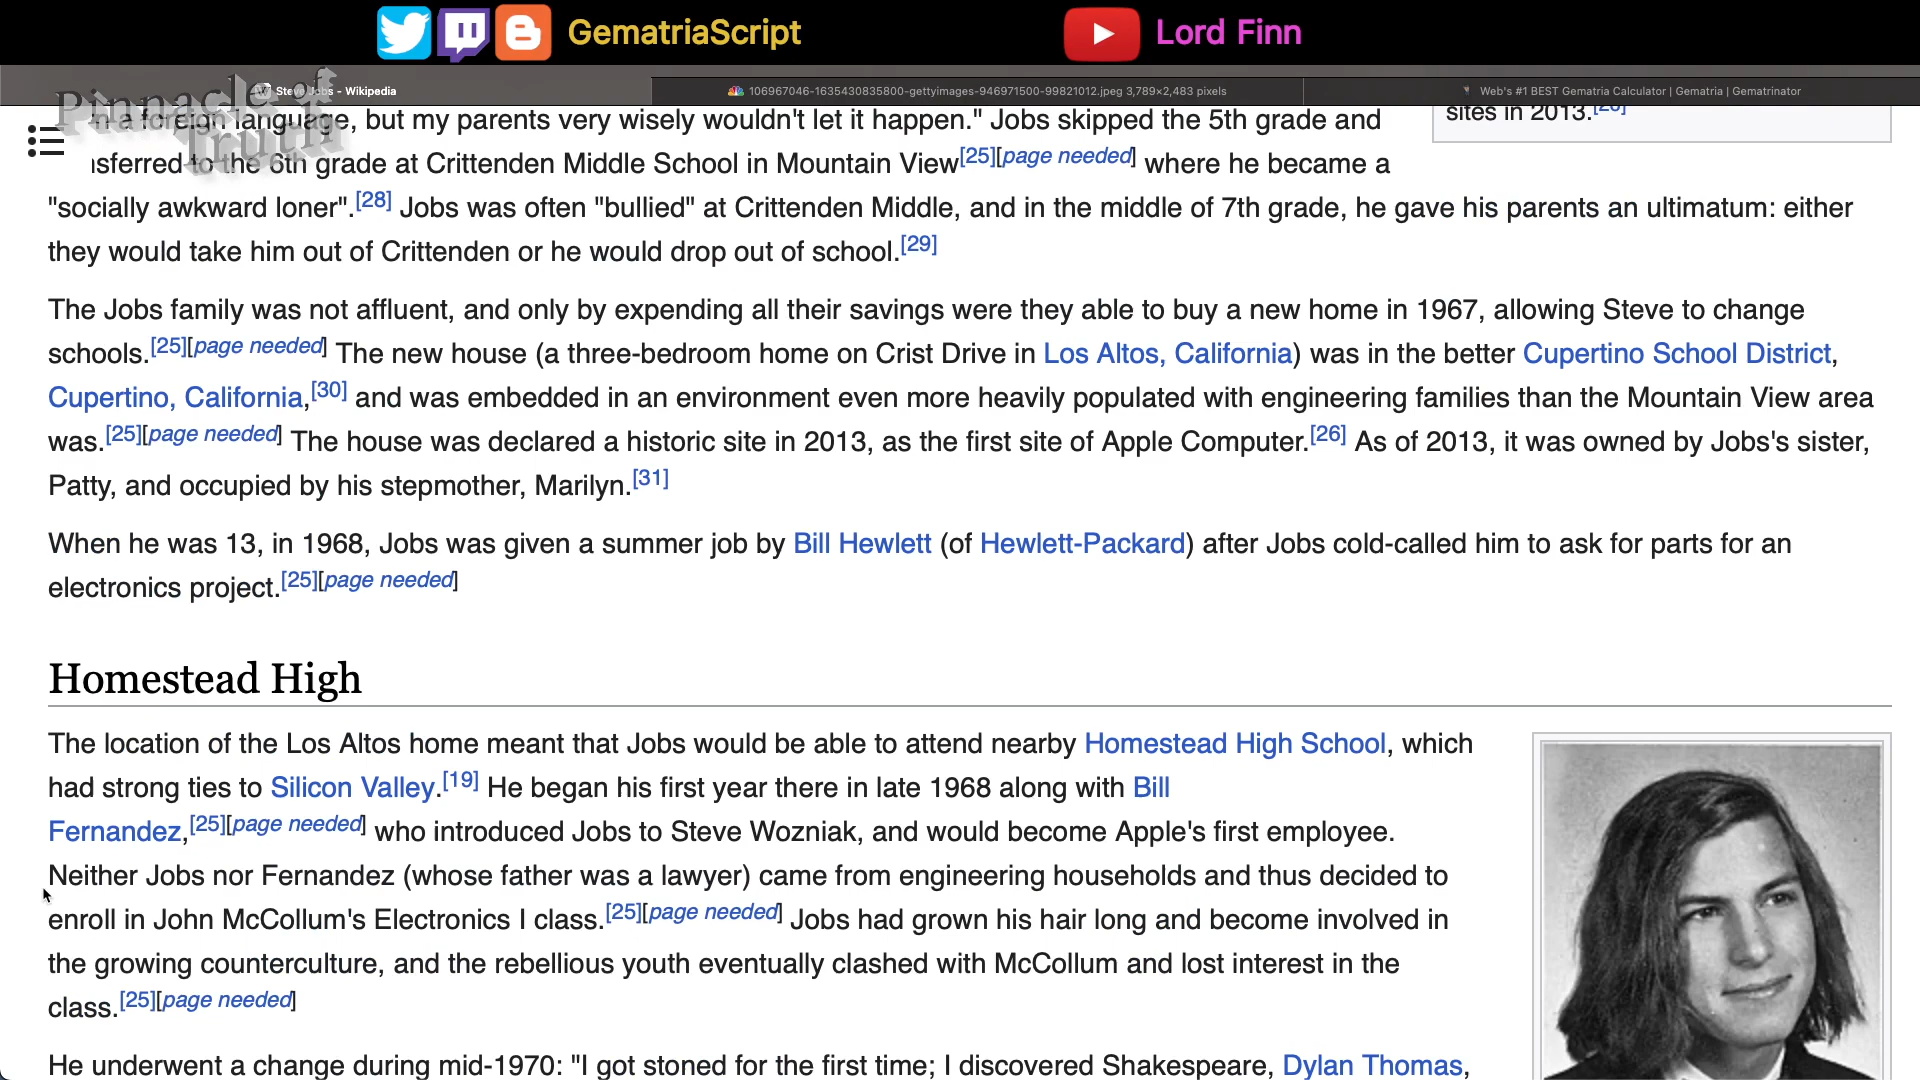 GematriaScript
Lord Finn
Steve Jobs - Wikipedia
106967046-1635430835800-gettyimages-946971500-99821012.jpeg 3,789×2,483 pixels
Web's #1 BEST Gematria Calculator | Gematria | Gematrinator
Pinnacle of Truth
a foreign language, but my parents very wisely wouldn't let it happen." Jobs skipped the 5th grade and
sites in 2013.[26]
nsferred to the 6th grade at Crittenden Middle School in Mountain View[25][page needed] where he became a
"socially awkward loner".[28] Jobs was often "bullied" at Crittenden Middle, and in the middle of 7th grade, he gave his parents an ultimatum: either
they would take him out of Crittenden or he would drop out of school.[29]
The Jobs family was not affluent, and only by expending all their savings were they able to buy a new home in 1967, allowing Steve to change
schools.[25][page needed] The new house (a three-bedroom home on Crist Drive in Los Altos, California) was in the better Cupertino School District,
Cupertino, California,[30] and was embedded in an environment even more heavily populated with engineering families than the Mountain View area
was.[25][page needed] The house was declared a historic site in 2013, as the first site of Apple Computer.[26] As of 2013, it was owned by Jobs's sister,
Patty, and occupied by his stepmother, Marilyn.[31]
When he was 13, in 1968, Jobs was given a summer job by Bill Hewlett (of Hewlett-Packard) after Jobs cold-called him to ask for parts for an
electronics project.[25][page needed]
Homestead High
The location of the Los Altos home meant that Jobs would be able to attend nearby Homestead High School, which
had strong ties to Silicon Valley.[19] He began his first year there in late 1968 along with Bill
Fernandez,[25][page needed] who introduced Jobs to Steve Wozniak, and would become Apple's first employee.
Neither Jobs nor Fernandez (whose father was a lawyer) came from engineering households and thus decided to
enroll in John McCollum's Electronics I class.[25][page needed] Jobs had grown his hair long and become involved in
the growing counterculture, and the rebellious youth eventually clashed with McCollum and lost interest in the
class.[25][page needed]
He underwent a change during mid-1970: "I got stoned for the first time; I discovered Shakespeare, Dylan Thomas,